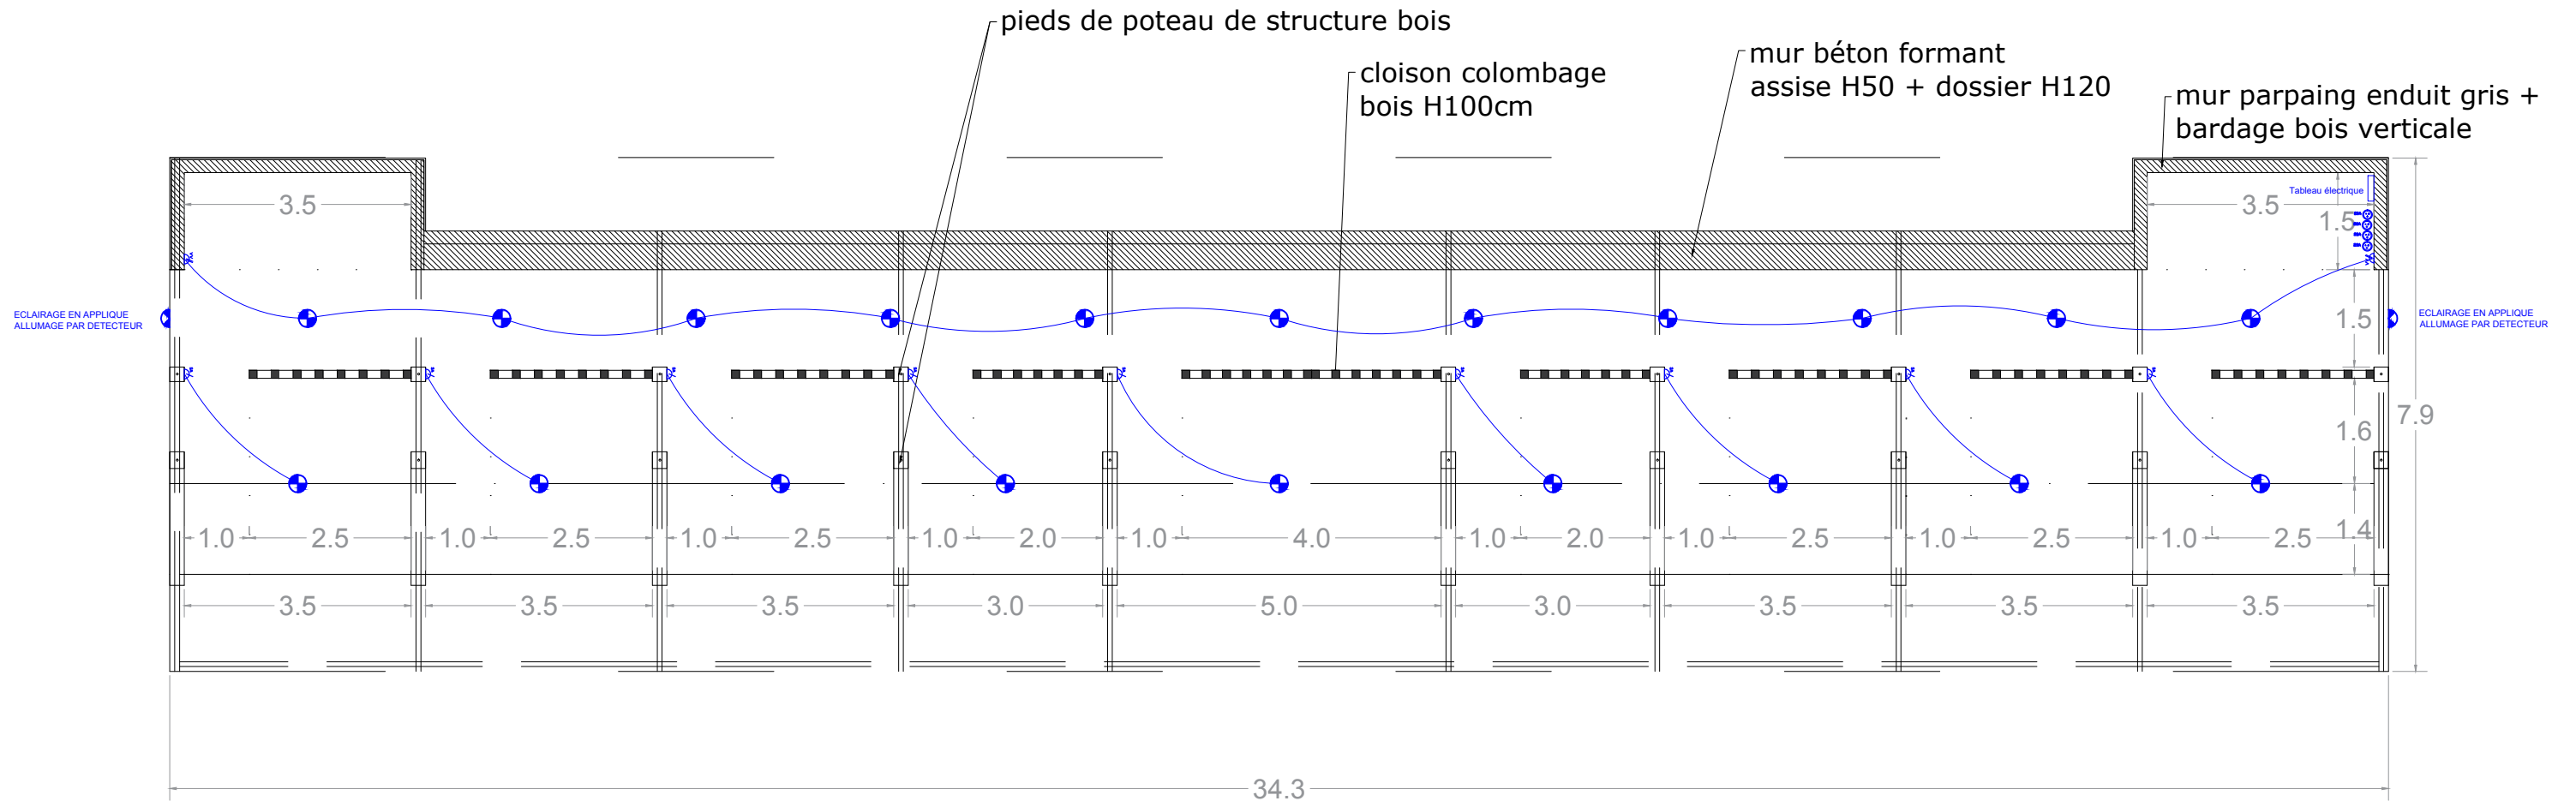 pieds de poteau de structure bois
mur béton formant
assise H50 + dossier H120
cloison colombage
bois H100cm
mur parpaing enduit gris +
bardage bois verticale
Tableau électrique
3.5
3.5
1.5
ECLAIRAGE EN APPLIQUE
ALLUMAGE PAR DETECTEUR
ECLAIRAGE EN APPLIQUE
ALLUMAGE PAR DETECTEUR
1.5
7.9
1.6
1.4
1.0 2.5 1.0 2.5 1.0 2.5 1.0 2.0 1.0 4.0 1.0 2.0 1.0 2.5 1.0 2.5 1.0 2.5
3.5 3.5 3.5 3.0 5.0 3.0 3.5 3.5 3.5
34.3